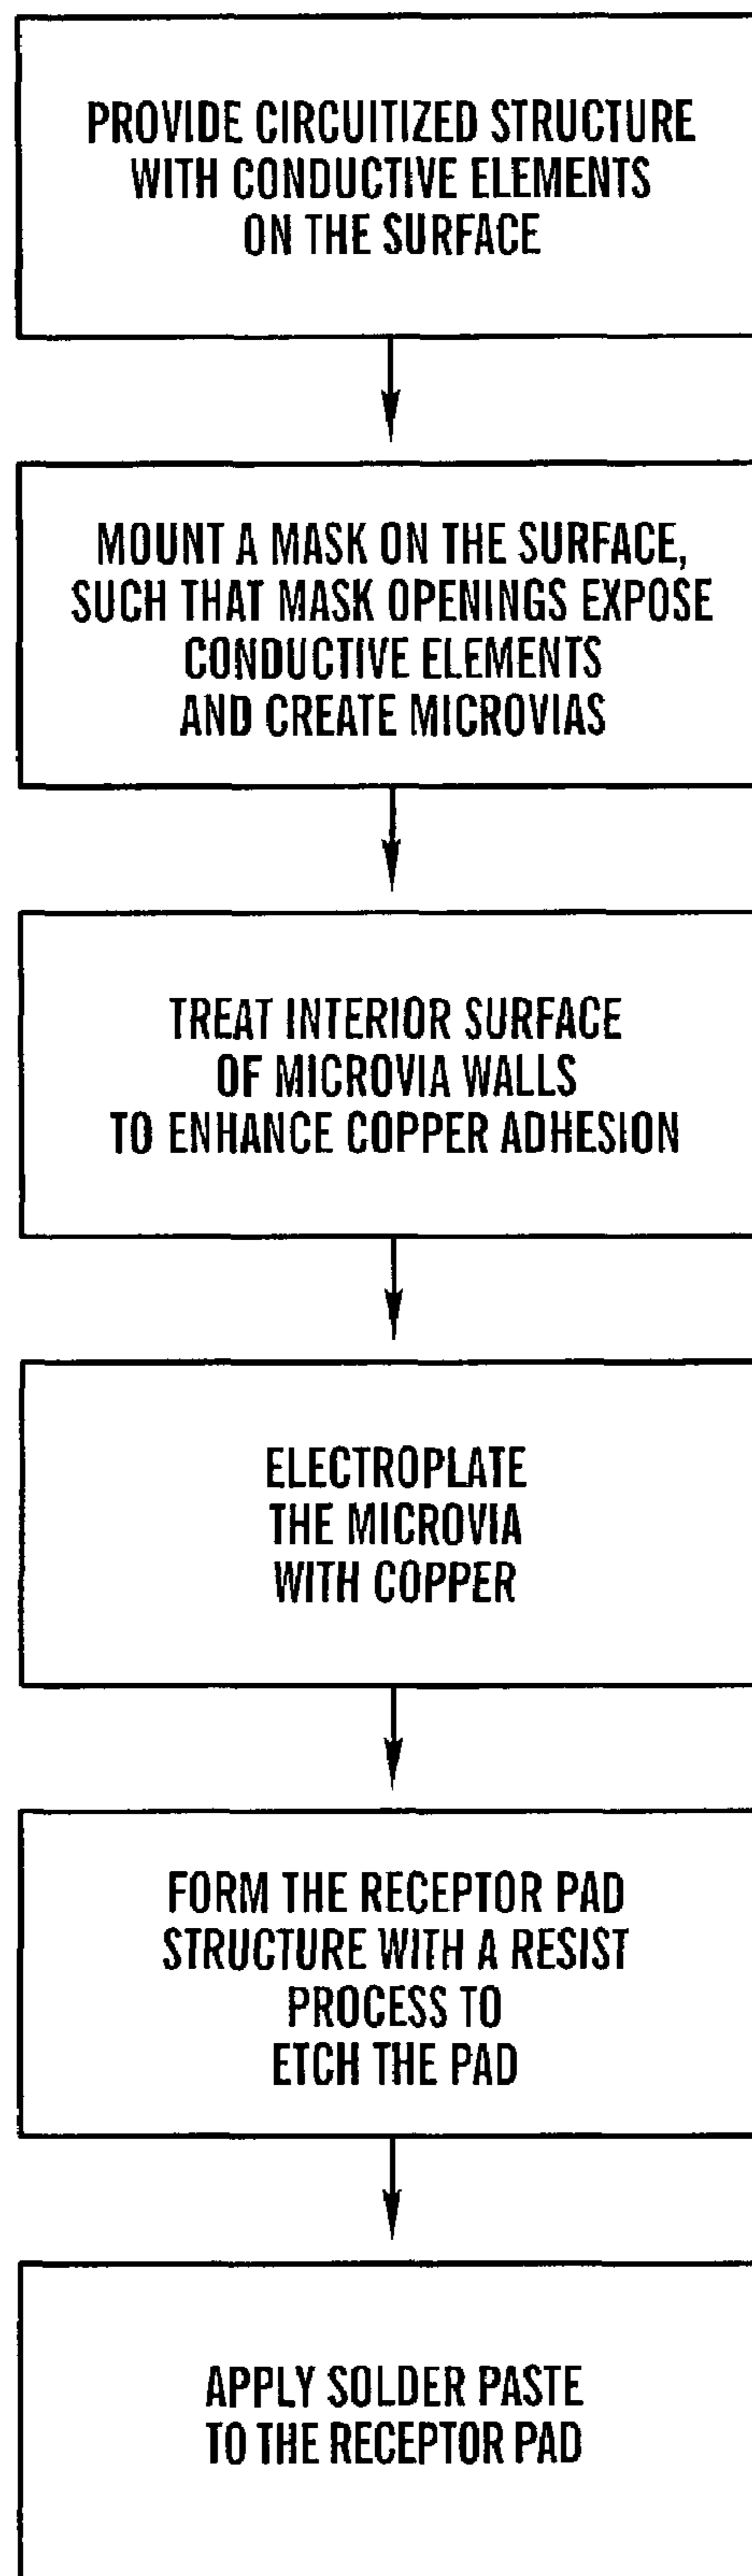 PROVIDE CIRCUITIZED STRUCTURE
WITH CONDUCTIVE ELEMENTS
ON THE SURFACE
MOUNT A MASK ON THE SURFACE,
SUCH THAT MASK OPENINGS EXPOSE
CONDUCTIVE ELEMENTS
AND CREATE MICROVIAS
TREAT INTERIOR SURFACE
OF MICROVIA WALLS
TO ENHANCE COPPER ADHESION
ELECTROPLATE
THE MICROVIA
WITH COPPER
FORM THE RECEPTOR PAD
STRUCTURE WITH A RESIST
PROCESS TO
ETCH THE PAD
APPLY SOLDER PASTE
TO THE RECEPTOR PAD